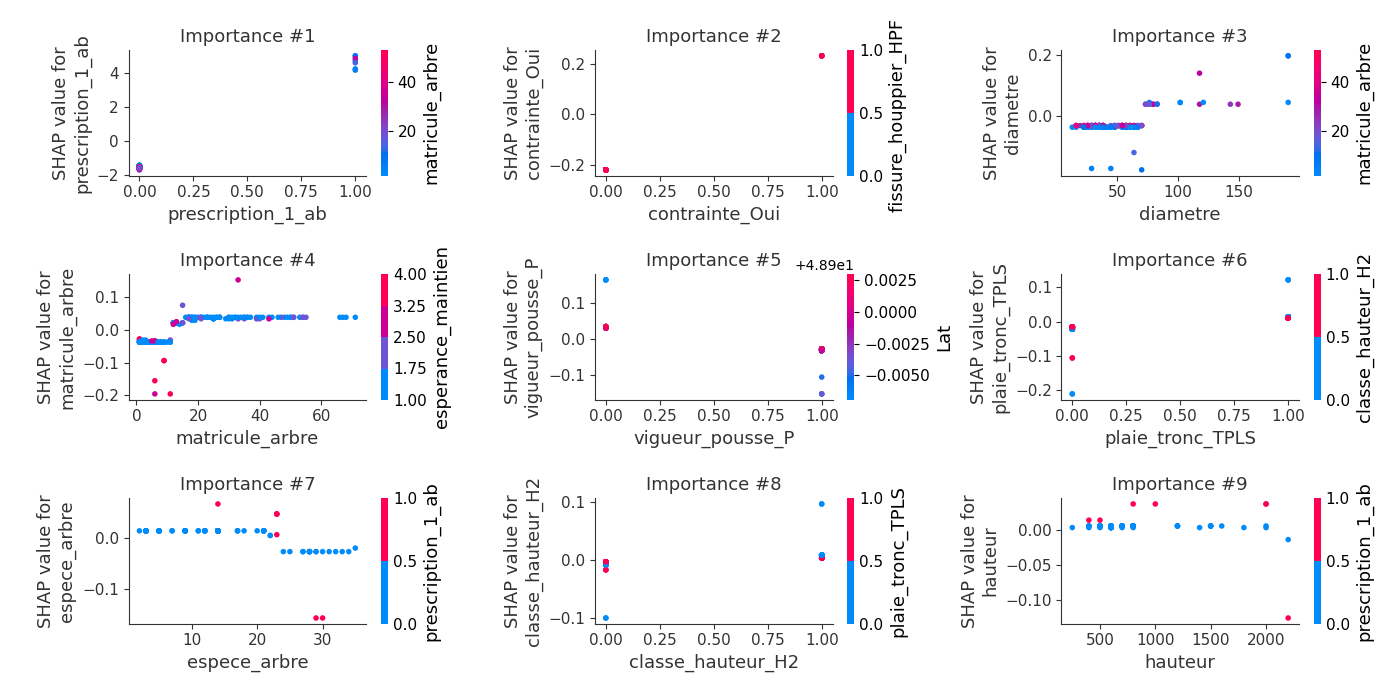 Importance #1
SHAP value for
prescription_1_ab
4
2
0
−2
0.00
0.25
0.50
0.75
1.00
prescription_1_ab
40
20
matricule_arbre
Importance #2
SHAP value for
contrainte_Oui
0.2
0.0
−0.2
0.00
0.25
0.50
0.75
1.00
contrainte_Oui
1.0
0.5
0.0
fissure_houppier_HPF
Importance #3
SHAP value for
diametre
0.2
0.0
50
100
150
diametre
40
20
matricule_arbre
Importance #4
SHAP value for
matricule_arbre
0.1
0.0
−0.1
−0.2
0
20
40
60
matricule_arbre
4.00
3.25
2.50
1.75
1.00
esperance_maintien
Importance #5
SHAP value for
vigueur_pousse_P
0.1
0.0
−0.1
0.00
0.25
0.50
0.75
1.00
vigueur_pousse_P
+4.89e1
0.0025
0.0000
−0.0025
−0.0050
Lat
Importance #6
SHAP value for
plaie_tronc_TPLS
0.1
0.0
−0.1
−0.2
0.00
0.25
0.50
0.75
1.00
plaie_tronc_TPLS
1.0
0.5
0.0
classe_hauteur_H2
Importance #7
SHAP value for
espece_arbre
0.0
−0.1
10
20
30
espece_arbre
1.0
0.5
0.0
prescription_1_ab
Importance #8
SHAP value for
classe_hauteur_H2
0.1
0.0
−0.1
0.00
0.25
0.50
0.75
1.00
classe_hauteur_H2
1.0
0.5
0.0
plaie_tronc_TPLS
Importance #9
SHAP value for
hauteur
0.00
−0.05
−0.10
500
1000
1500
2000
hauteur
1.0
0.5
0.0
prescription_1_ab